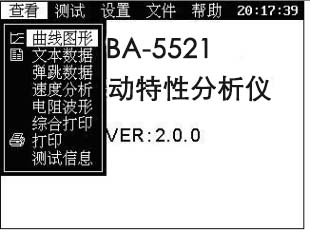 查看 测试 设置 文件 帮助 20:17:39
曲线图形
文本数据
弹跳数据
速度分析
电阻波形
综合打印
打印
测试信息
BA-5521
动特性分析仪
VER:2.0.0